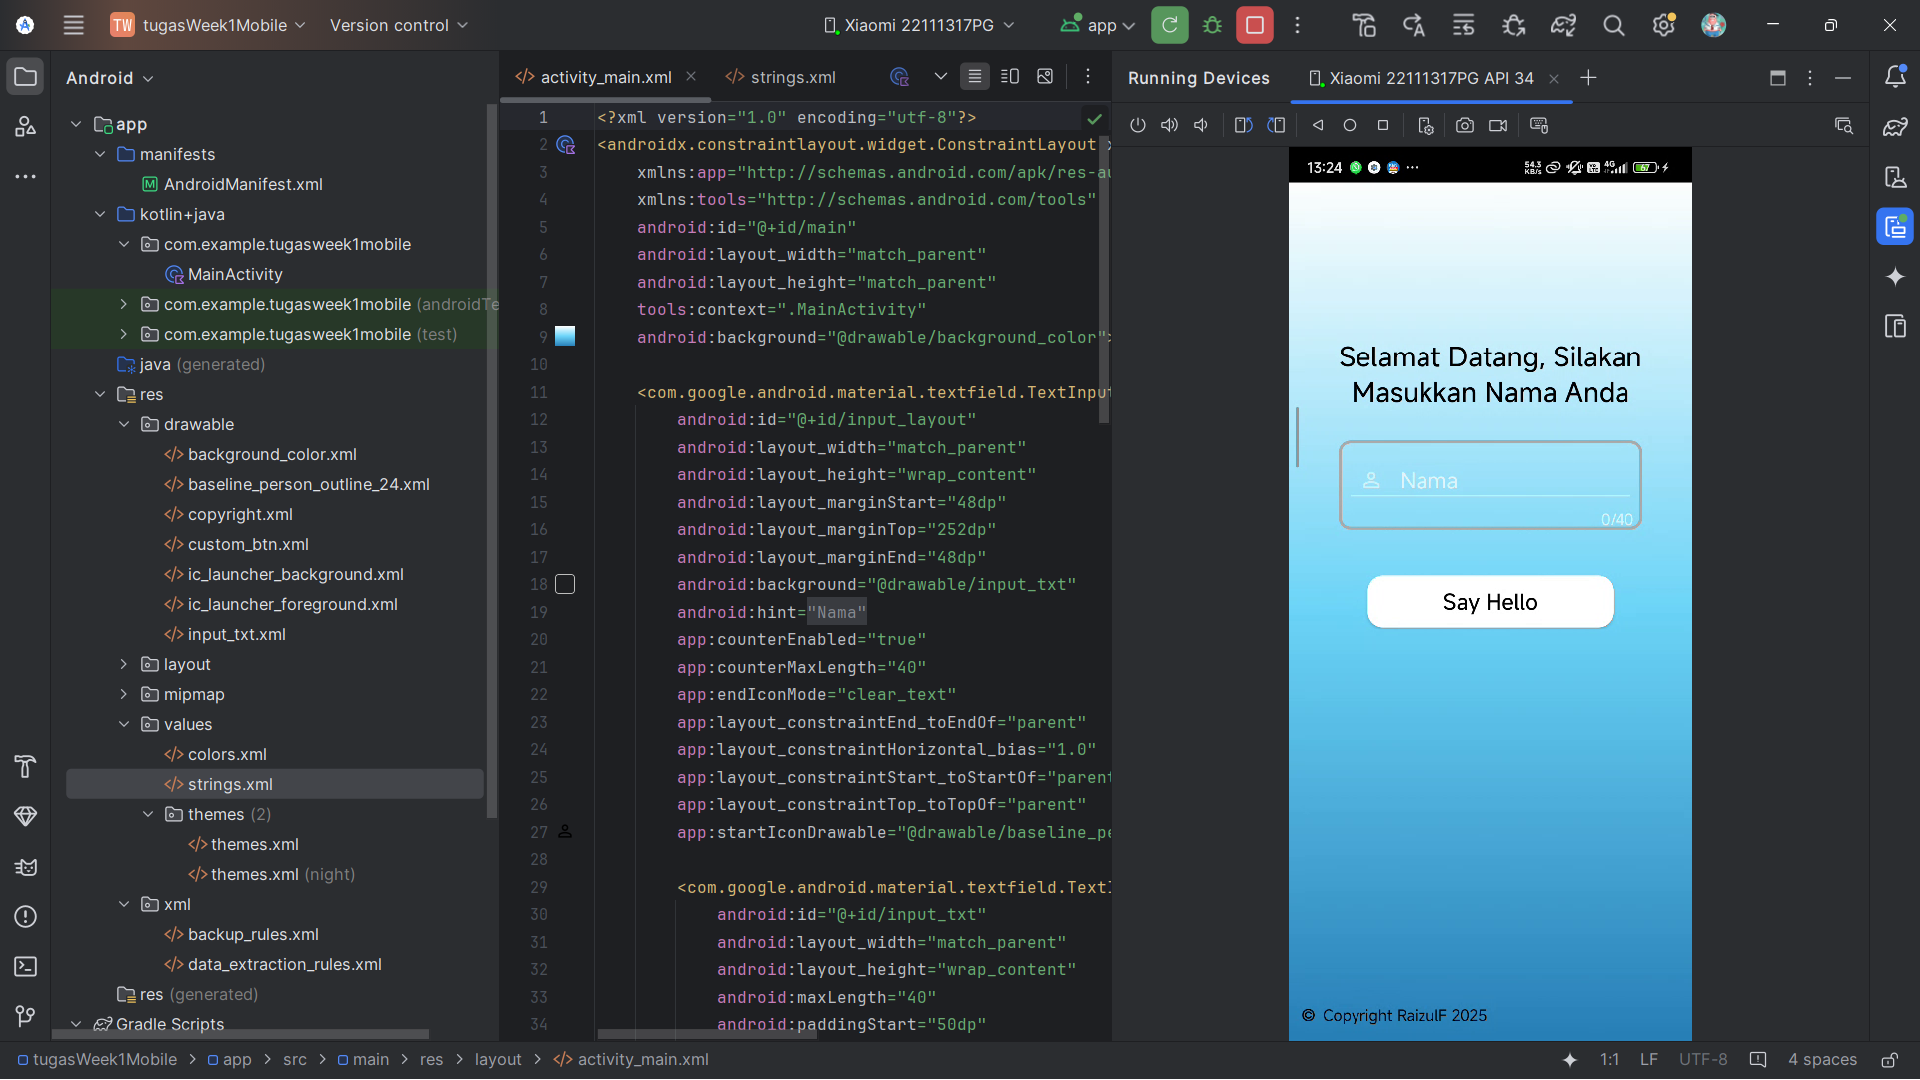 TW tugasWeek1Mobile Version control Xiaomi 22111317PG app
Android
app
manifests
AndroidManifest.xml
kotlin+java
com.example.tugasweek1mobile
MainActivity
com.example.tugasweek1mobile (androidTe
com.example.tugasweek1mobile (test)
java (generated)
res
drawable
background_color.xml
baseline_person_outline_24.xml
copyright.xml
custom_btn.xml
ic_launcher_background.xml
ic_launcher_foreground.xml
input_txt.xml
layout
mipmap
values
colors.xml
strings.xml
themes (2)
themes.xml
themes.xml (night)
xml
backup_rules.xml
data_extraction_rules.xml
res (generated)
Gradle Scripts
activity_main.xml strings.xml
1 <?xml version="1.0" encoding="utf-8"?>
2 <androidx.constraintlayout.widget.ConstraintLayout
3 xmlns:app="http://schemas.android.com/apk/res-au
4 xmlns:tools="http://schemas.android.com/tools"
5 android:id="@+id/main"
6 android:layout_width="match_parent"
7 android:layout_height="match_parent"
8 tools:context=".MainActivity"
9 android:background="@drawable/background_color">
10
11 <com.google.android.material.textfield.TextInput
12 android:id="@+id/input_layout"
13 android:layout_width="match_parent"
14 android:layout_height="wrap_content"
15 android:layout_marginStart="48dp"
16 android:layout_marginTop="252dp"
17 android:layout_marginEnd="48dp"
18 android:background="@drawable/input_txt"
19 android:hint="Nama"
20 app:counterEnabled="true"
21 app:counterMaxLength="40"
22 app:endIconMode="clear_text"
23 app:layout_constraintEnd_toEndOf="parent"
24 app:layout_constraintHorizontal_bias="1.0"
25 app:layout_constraintStart_toStartOf="parent
26 app:layout_constraintTop_toTopOf="parent"
27 app:startIconDrawable="@drawable/baseline_pe
28
29 <com.google.android.material.textfield.TextI
30 android:id="@+id/input_txt"
31 android:layout_width="match_parent"
32 android:layout_height="wrap_content"
33 android:maxLength="40"
34 android:paddingStart="50dp"
Running Devices Xiaomi 22111317PG API 34
13:24 54.3 KB/s 4G 67
Selamat Datang, Silakan
Masukkan Nama Anda
Nama
0/40
Say Hello
© Copyright RaizulF 2025
tugasWeek1Mobile > app > src > main > res > layout > activity_main.xml 1:1 LF UTF-8 4 spaces